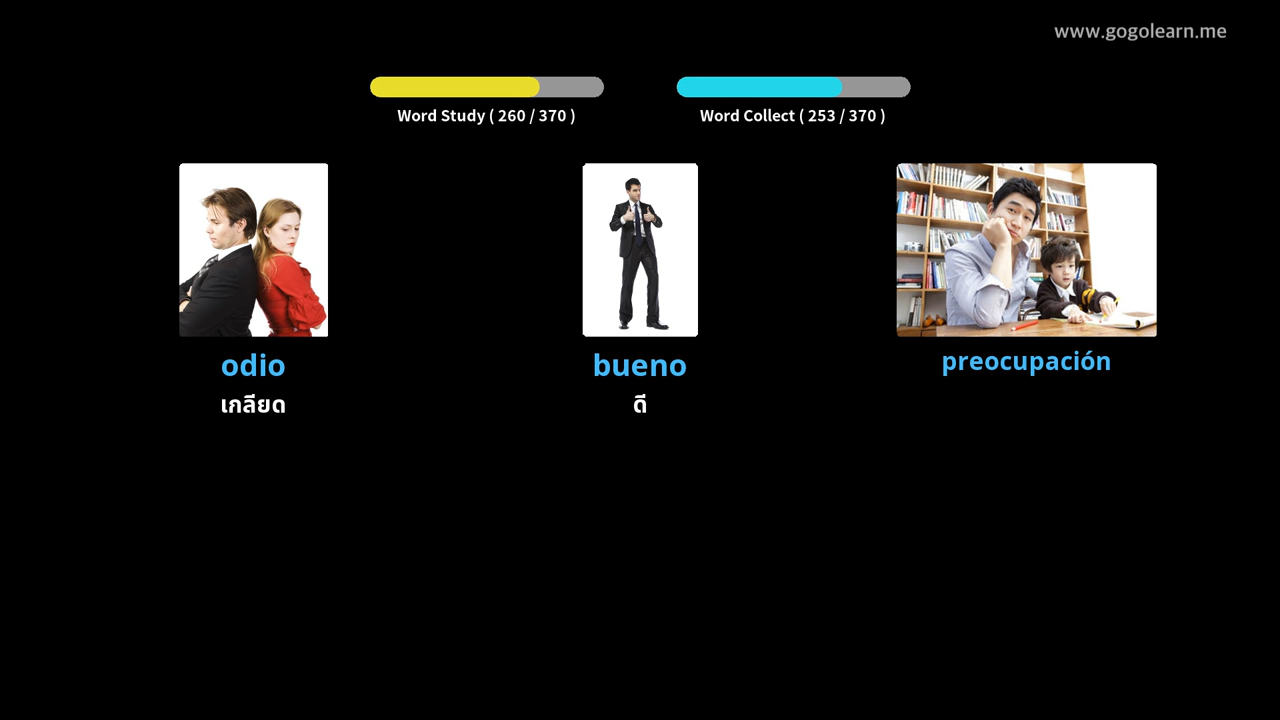 www.gogolearn.me
Word Study ( 260 / 370 )
Word Collect ( 253 / 370 )
odio
bueno
preocupación
เกลียด
ดี